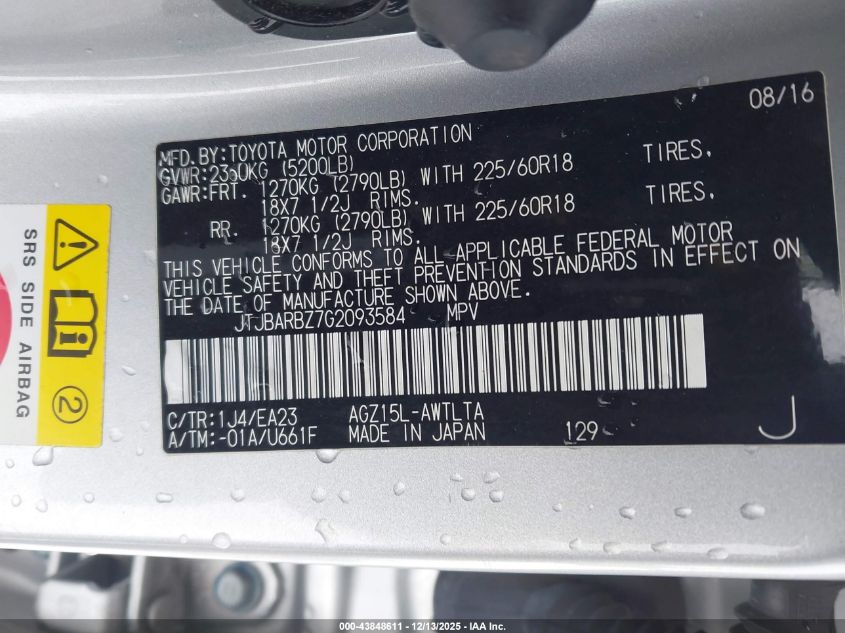 08/16
MFD. BY: TOYOTA MOTOR CORPORATION
GVWR: 2360KG (5200LB)
GAWR: FRT. 1270KG (2790LB) WITH 225/60R18 TIRES.
18X7 1/2J RIMS.
RR. 1270KG (2790LB) WITH 225/60R18 TIRES.
18X7 1/2J RIMS.
THIS VEHICLE CONFORMS TO ALL APPLICABLE FEDERAL MOTOR
VEHICLE SAFETY AND THEFT PREVENTION STANDARDS IN EFFECT ON
THE DATE OF MANUFACTURE SHOWN ABOVE.
JTJBARBZ7G2093584 MPV
C/TR: 1J4/EA23 AGZ15L-AWTLTA
A/TM: -01A/U661F MADE IN JAPAN 129 J
SRS SIDE AIRBAG
2
000-43848611 - 12/13/2025 - IAA Inc.